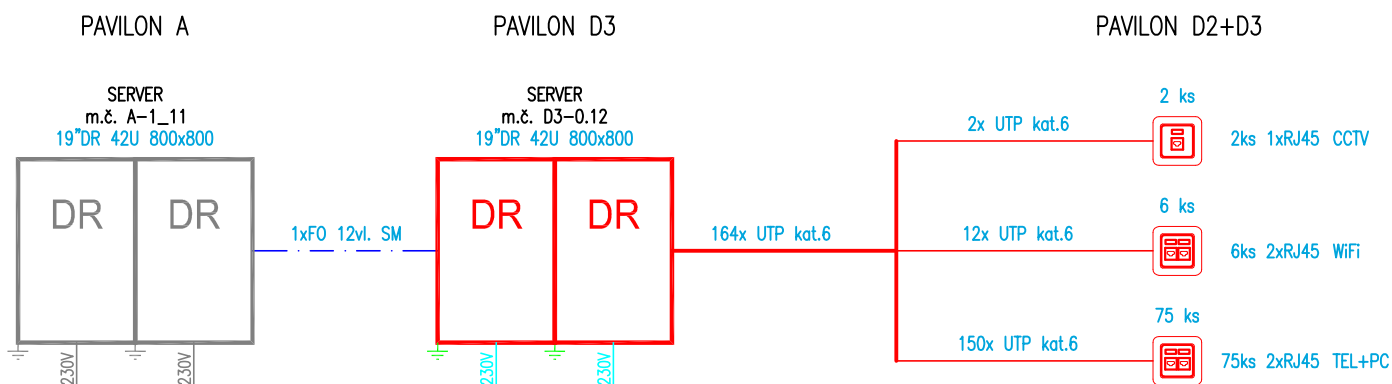 PAVILON A
PAVILON D3
PAVILON D2+D3
SERVER
m.č. A-1_11
19"DR 42U 800x800
SERVER
m.č. D3-0.12
19"DR 42U 800x800
2 ks
2x UTP kat.6
2ks 1xRJ45 CCTV
DR
DR
DR
DR
6 ks
1xFO 12vl. SM
164x UTP kat.6
12x UTP kat.6
6ks 2xRJ45 WiFi
75 ks
150x UTP kat.6
75ks 2xRJ45 TEL+PC
230V
230V
230V
230V